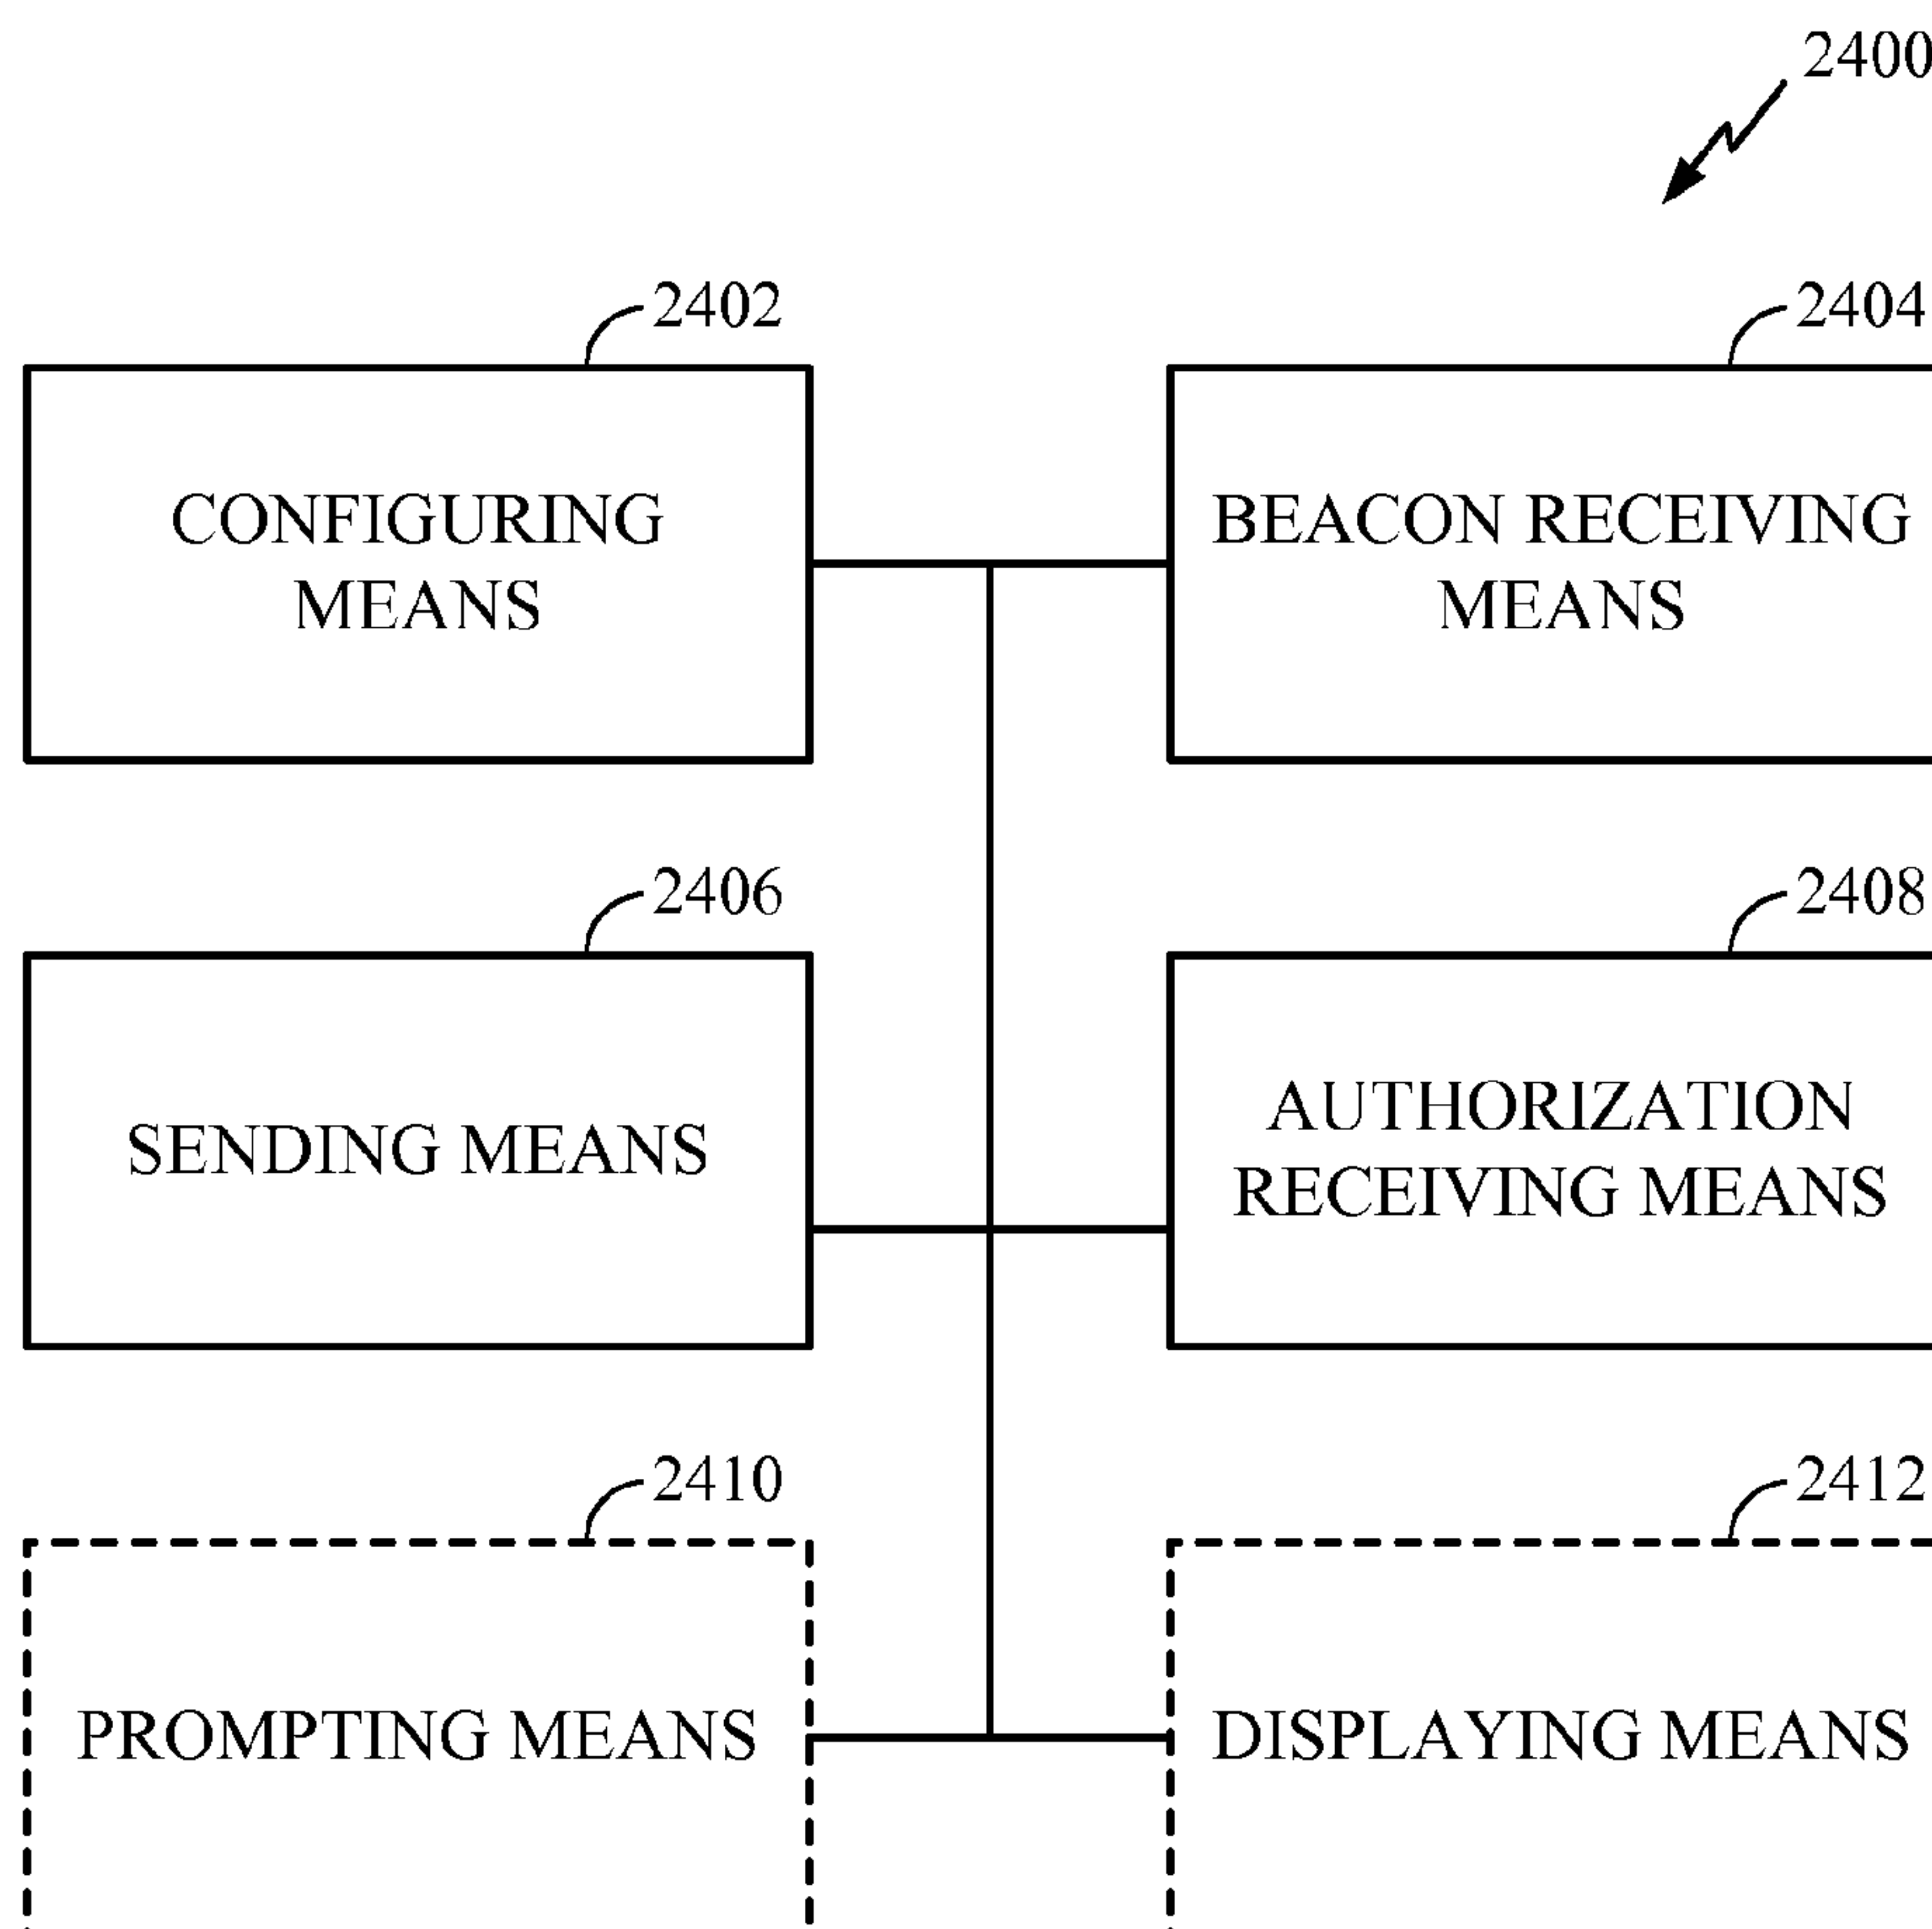 2400
2402
2404
CONFIGURING
MEANS
BEACON RECEIVING
MEANS
2406
2408
SENDING MEANS
AUTHORIZATION
RECEIVING MEANS
2410
2412
PROMPTING MEANS
DISPLAYING MEANS